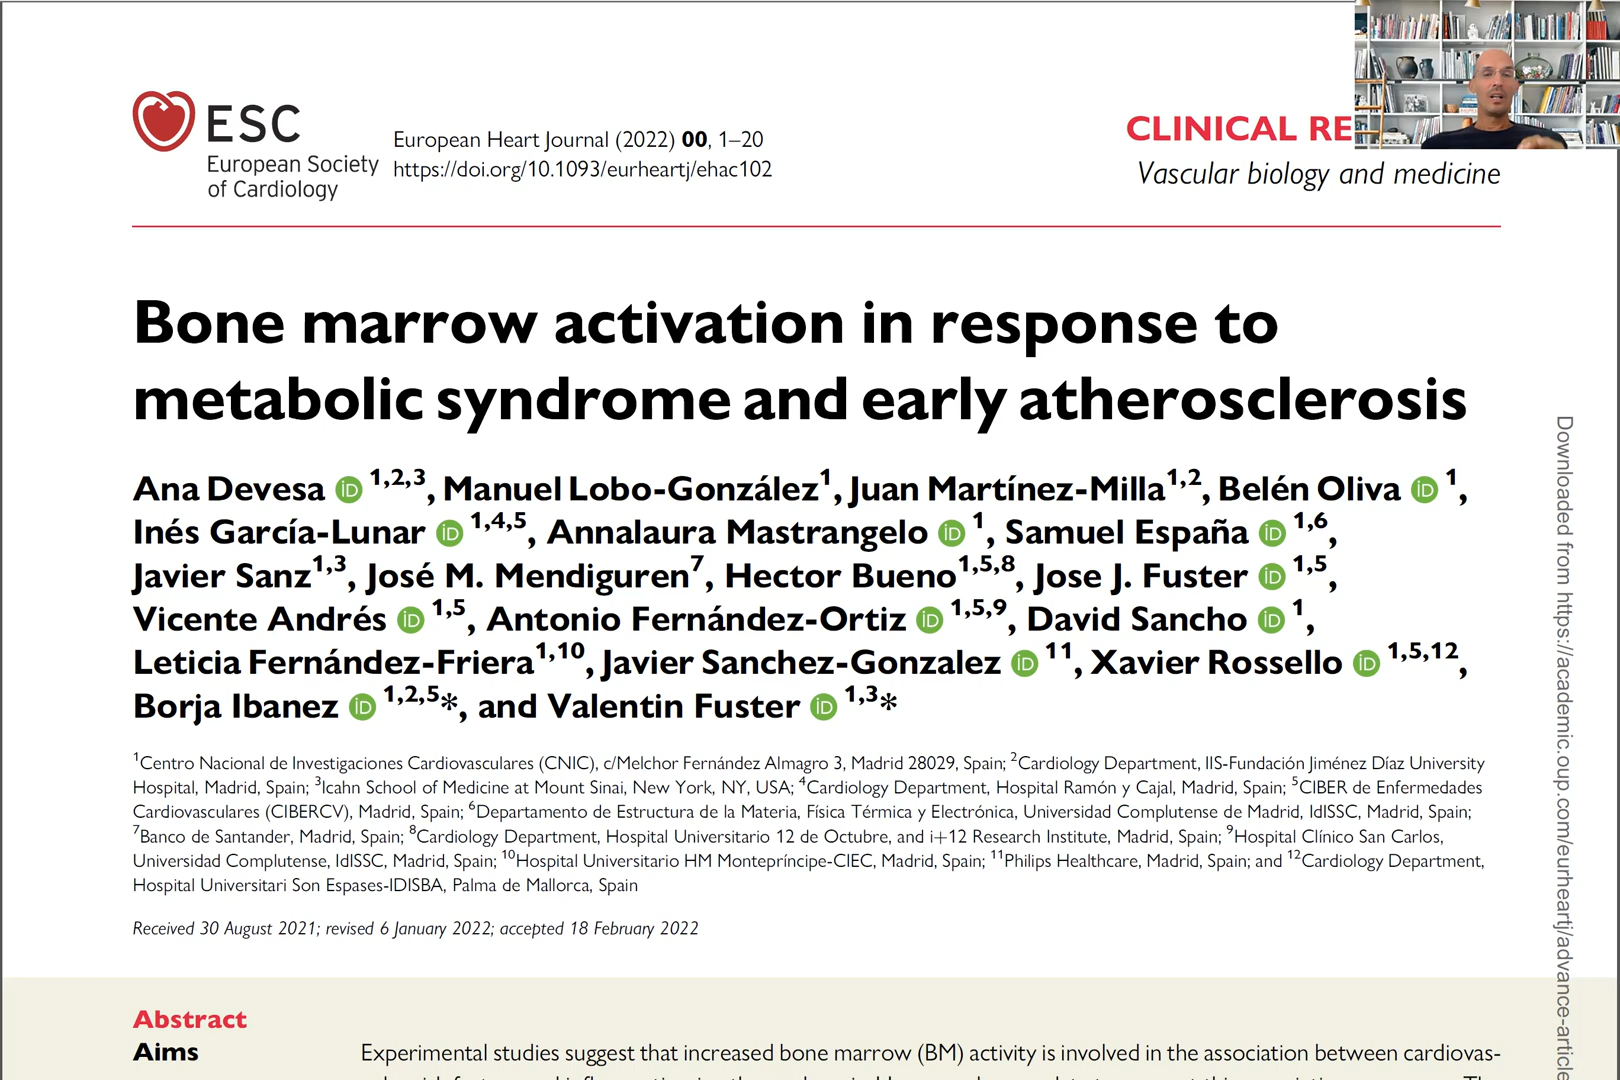 ESC
European Society
of Cardiology
European Heart Journal (2022) 00, 1–20
https://doi.org/10.1093/eurheartj/ehac102
CLINICAL RE
Vascular biology and medicine
Bone marrow activation in response to
metabolic syndrome and early atherosclerosis
Ana Devesa iD 1,2,3, Manuel Lobo-González1, Juan Martínez-Milla1,2, Belén Oliva iD 1,
Inés García-Lunar iD 1,4,5, Annalaura Mastrangelo iD 1, Samuel España iD 1,6,
Javier Sanz1,3, José M. Mendiguren7, Hector Bueno1,5,8, Jose J. Fuster iD 1,5,
Vicente Andrés iD 1,5, Antonio Fernández-Ortiz iD 1,5,9, David Sancho iD 1,
Leticia Fernández-Friera1,10, Javier Sanchez-Gonzalez iD 11, Xavier Rossello iD 1,5,12,
Borja Ibanez iD 1,2,5*, and Valentin Fuster iD 1,3*
1Centro Nacional de Investigaciones Cardiovasculares (CNIC), c/Melchor Fernández Almagro 3, Madrid 28029, Spain; 2Cardiology Department, IIS-Fundación Jiménez Díaz University
Hospital, Madrid, Spain; 3Icahn School of Medicine at Mount Sinai, New York, NY, USA; 4Cardiology Department, Hospital Ramón y Cajal, Madrid, Spain; 5CIBER de Enfermedades
Cardiovasculares (CIBERCV), Madrid, Spain; 6Departamento de Estructura de la Materia, Física Térmica y Electrónica, Universidad Complutense de Madrid, IdISSC, Madrid, Spain;
7Banco de Santander, Madrid, Spain; 8Cardiology Department, Hospital Universitario 12 de Octubre, and i+12 Research Institute, Madrid, Spain; 9Hospital Clínico San Carlos,
Universidad Complutense, IdISSC, Madrid, Spain; 10Hospital Universitario HM Montepríncipe-CIEC, Madrid, Spain; 11Philips Healthcare, Madrid, Spain; and 12Cardiology Department,
Hospital Universitari Son Espases-IDISBA, Palma de Mallorca, Spain
Received 30 August 2021; revised 6 January 2022; accepted 18 February 2022
Abstract
Aims
Experimental studies suggest that increased bone marrow (BM) activity is involved in the association between cardiovas-
Downloaded from https://academic.oup.com/eurheartj/advance-article